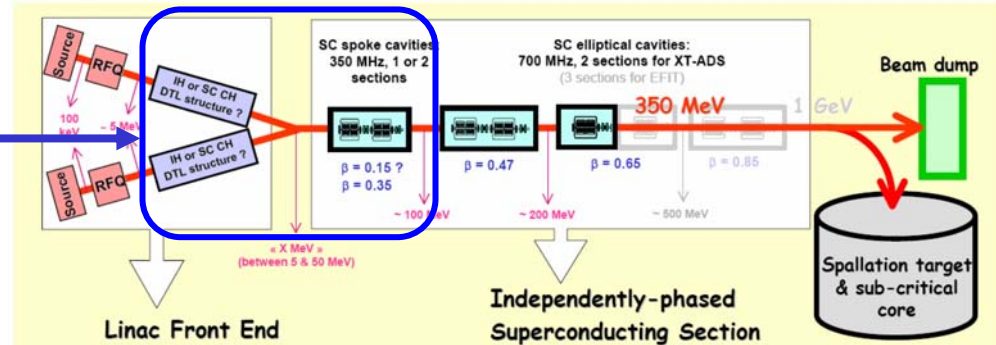 Source
RFQ
IH or SC CH
DTL structure ?
100
keV
~ 5 MeV
IH or SC CH
DTL structure ?
Source
RFQ
« X MeV »
(between 5 & 50 MeV)
Linac Front End
SC spoke cavities:
350 MHz, 1 or 2
sections
β = 0.15 ?
β = 0.35
~ 100 MeV
SC elliptical cavities:
700 MHz, 2 sections for XT-ADS
(3 sections for EFIT)
350 MeV
1 GeV
β = 0.47
β = 0.65
β = 0.85
~ 200 MeV
~ 500 MeV
Independently-phased
Superconducting Section
Beam dump
Spallation target
& sub-critical
core